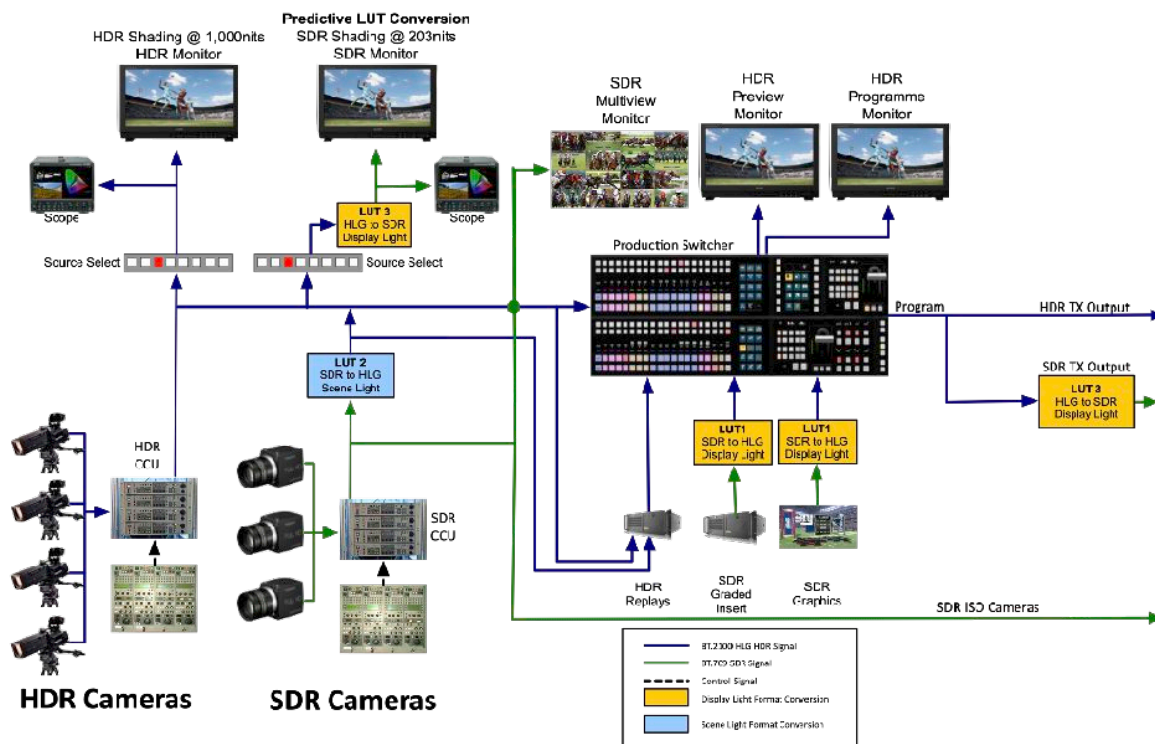 HDR Shading @ 1,000nits
HDR Monitor
Predictive LUT Conversion
SDR Shading @ 203nits
SDR Monitor
SDR
Multiview
Monitor
HDR
Preview
Monitor
HDR
Programme
Monitor
Scope
LUT 3
HLG to SDR
Display Light
Scope
Source Select
Source Select
Production Switcher
Program
HDR TX Output
SDR TX Output
LUT 3
HLG to SDR
Display Light
LUT 2
SDR to HLG
Scene Light
LUT1
SDR to HLG
Display Light
LUT1
SDR to HLG
Display Light
HDR
CCU
SDR
CCU
HDR
Replays
SDR
Graded
Insert
SDR
Graphics
SDR ISO Cameras
HDR Cameras
SDR Cameras
BT.2100 HLG HDR Signal
BT.709 SDR Signal
Control Signal
Display Light Format Conversion
Scene Light Format Conversion